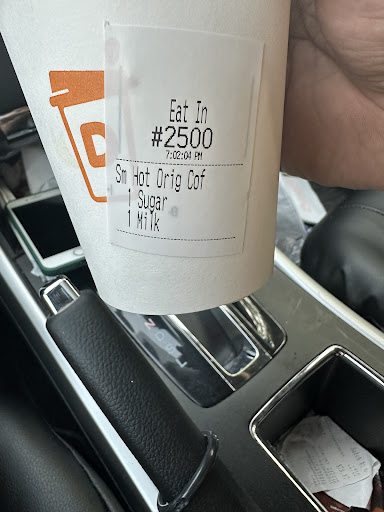 Eat In
#2500
7:02:04 PM
Sm Hot Orig Cof
1 Sugar
1 Milk
D